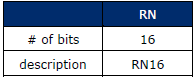 RN
# of bits 16
description RN16